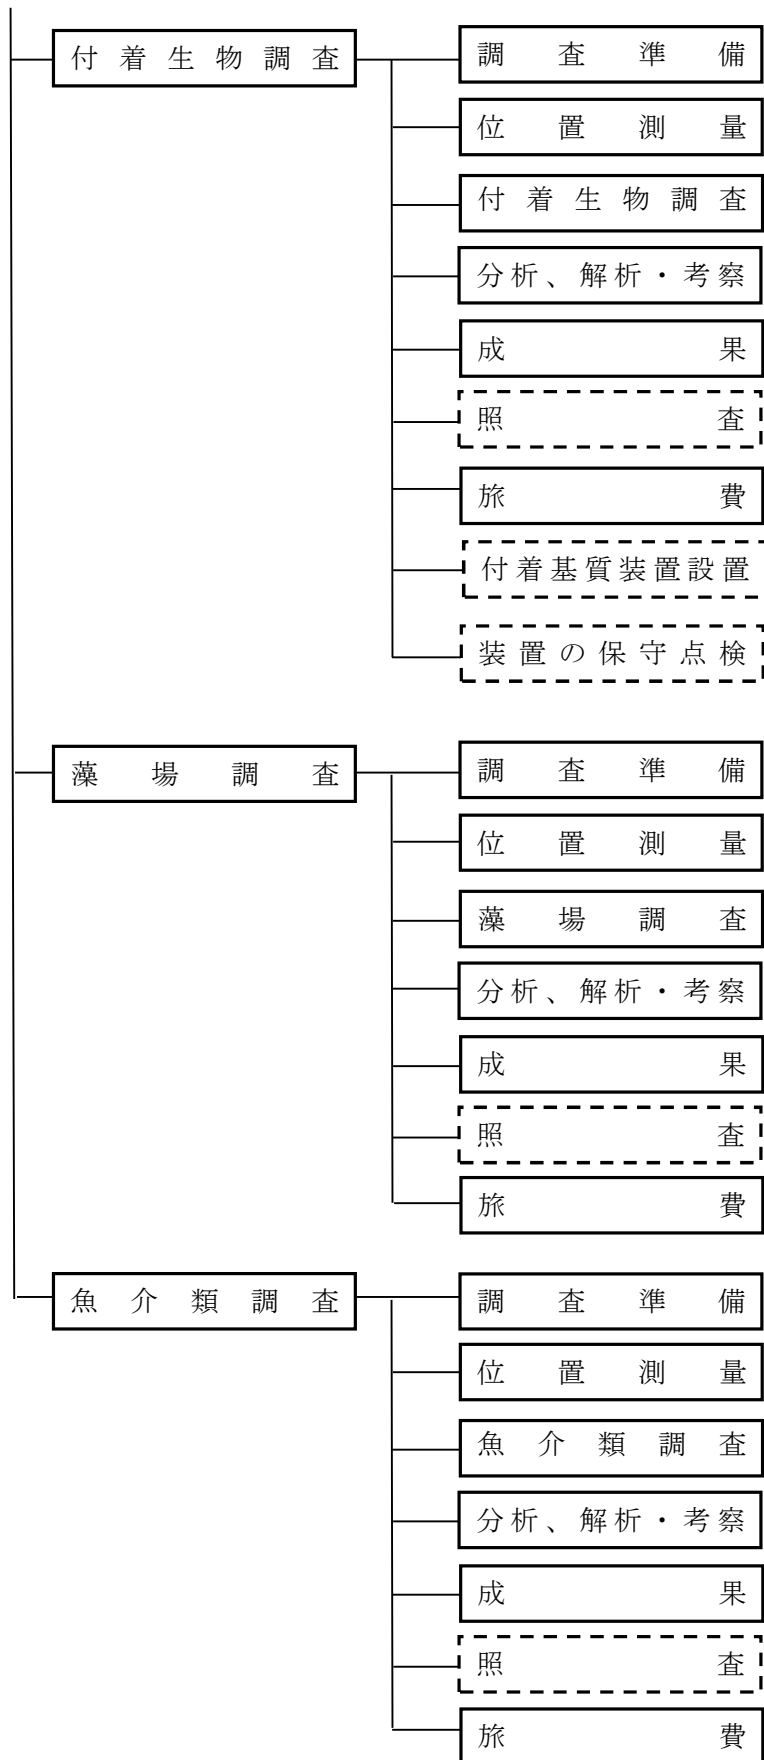 付着生物調査
調査準備
位置測量
付着生物調査
分析、解析・考察
成果
照査
旅費
付着基質装置設置
装置の保守点検
藻場調査
調査準備
位置測量
藻場調査
分析、解析・考察
成果
照査
旅費
魚介類調査
調査準備
位置測量
魚介類調査
分析、解析・考察
成果
照査
旅費